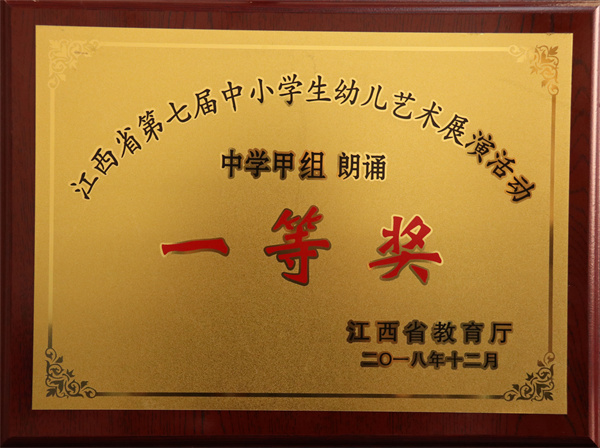 江西省第七届中小学生幼儿艺术展演活动
中学甲组 朗诵
一等奖
江西省教育厅
二〇一八年十二月